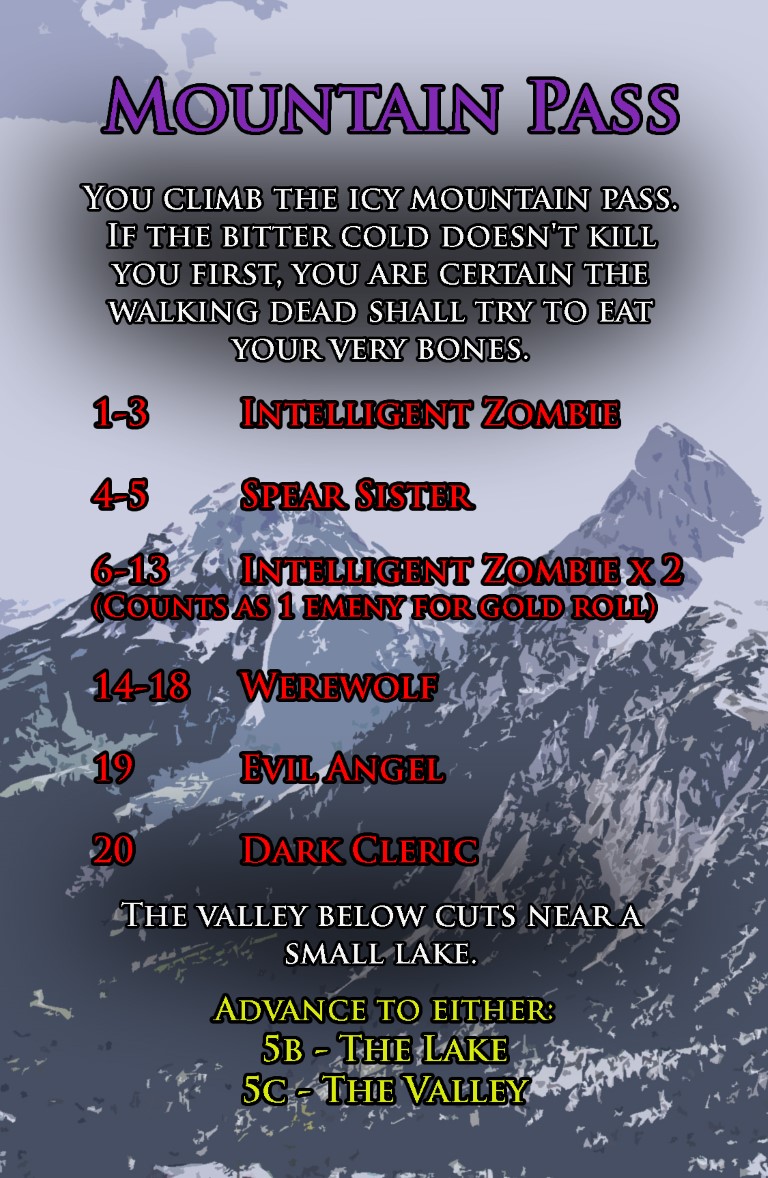 Mountain Pass
You climb the icy mountain pass.
If the bitter cold doesn't kill
you first, you are certain the
walking dead shall try to eat
your very bones.
1-3 Intelligent Zombie
4-5 Spear Sister
6-13 Intelligent Zombie x 2
(Counts as 1 emeny for gold roll)
14-18 Werewolf
19 Evil Angel
20 Dark Cleric
The valley below cuts near a
small lake.
Advance to either:
5B - The Lake
5C - The Valley